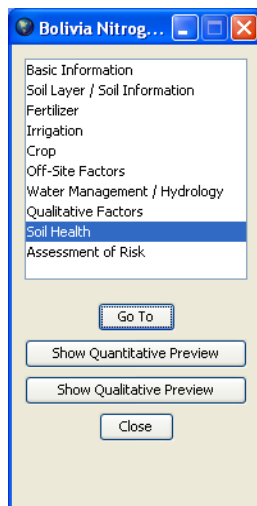 Bolivia Nitrog...
Basic Information
Soil Layer / Soil Information
Fertilizer
Irrigation
Crop
Off-Site Factors
Water Management / Hydrology
Qualitative Factors
Soil Health
Assessment of Risk
Go To
Show Quantitative Preview
Show Qualitative Preview
Close